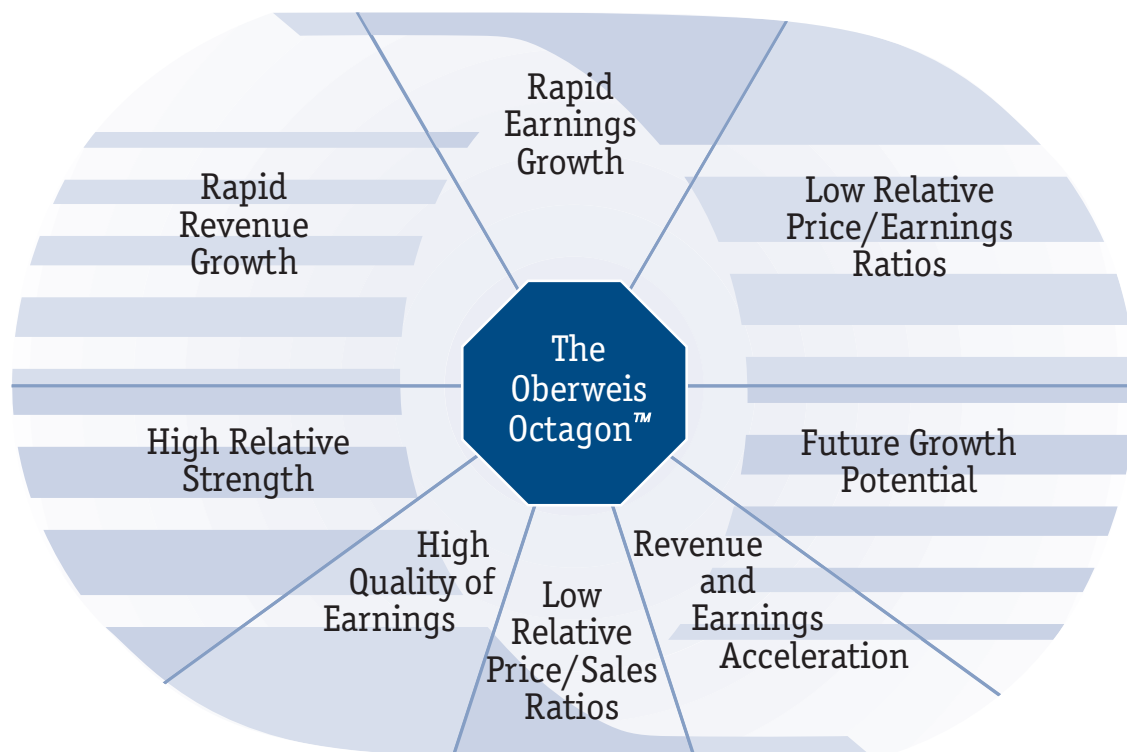 Rapid
Earnings
Growth
Rapid
Revenue
Growth
Low Relative
Price/Earnings
Ratios
The
Oberweis
Octagon™
High Relative
Strength
Future Growth
Potential
High
Quality of
Earnings
Low
Relative
Price/Sales
Ratios
Revenue
and
Earnings
Acceleration